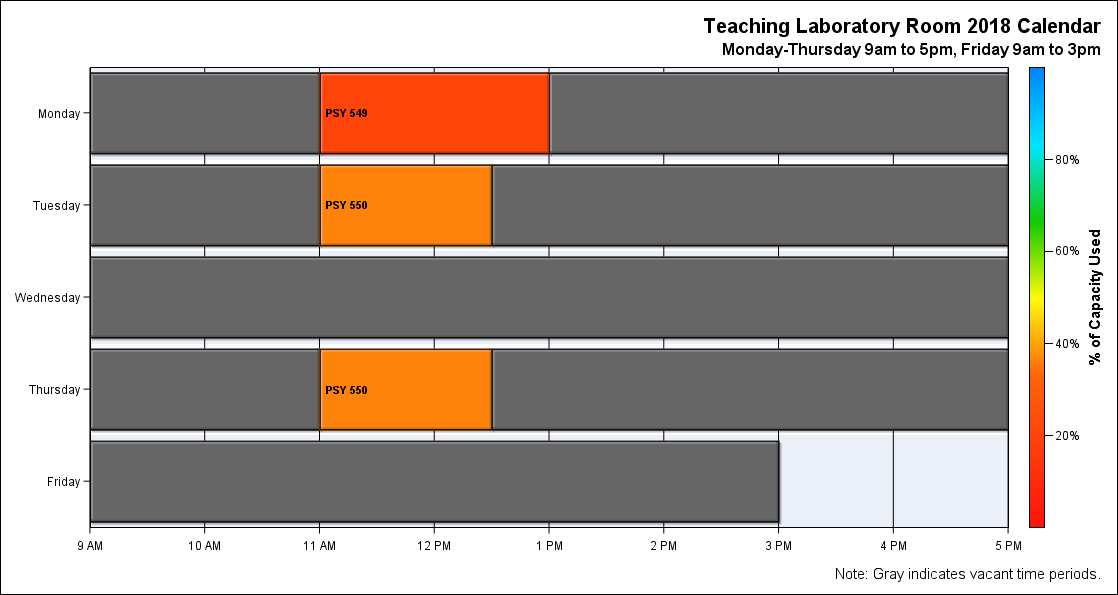 Teaching Laboratory Room 2018 Calendar
Monday-Thursday 9am to 5pm, Friday 9am to 3pm
Monday
PSY 549
Tuesday
PSY 550
Wednesday
Thursday
PSY 550
Friday
9 AM 10 AM 11 AM 12 PM 1 PM 2 PM 3 PM 4 PM 5 PM
80%
60%
40%
20%
% of Capacity Used
Note: Gray indicates vacant time periods.